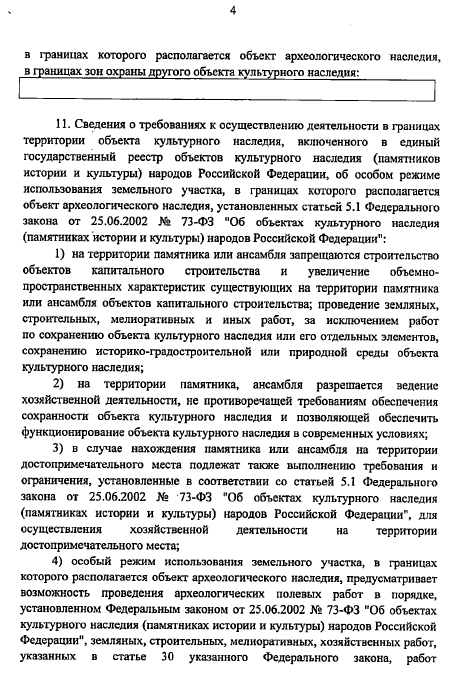 4
в границах которого располагается объект археологического наследия,
в границах зон охраны другого объекта культурного наследия:
11. Сведения о требованиях к осуществлению деятельности в границах
территории объекта культурного наследия, включенного в единый
государственный реестр объектов культурного наследия (памятников
истории и культуры) народов Российской Федерации, об особом режиме
использования земельного участка, в границах которого располагается
объект археологического наследия, установленных статьей 5.1 Федерального
закона от 25.06.2002 № 73-ФЗ "Об объектах культурного наследия
(памятниках истории и культуры) народов Российской Федерации":
1) на территории памятника или ансамбля запрещаются строительство
объектов капитального строительства и увеличение объемно-
пространственных характеристик существующих на территории памятника
или ансамбля объектов капитального строительства; проведение земляных,
строительных, мелиоративных и иных работ, за исключением работ
по сохранению объекта культурного наследия или его отдельных элементов,
сохранению историко-градостроительной или природной среды объекта
культурного наследия;
2) на территории памятника, ансамбля разрешается ведение
хозяйственной деятельности, не противоречащей требованиям обеспечения
сохранности объекта культурного наследия и позволяющей обеспечить
функционирование объекта культурного наследия в современных условиях;
3) в случае нахождения памятника или ансамбля на территории
достопримечательного места подлежат также выполнению требования и
ограничения, установленные в соответствии со статьей 5.1 Федерального
закона от 25.06.2002 № 73-ФЗ "Об объектах культурного наследия
(памятниках истории и культуры) народов Российской Федерации", для
осуществления хозяйственной деятельности на территории
достопримечательного места;
4) особый режим использования земельного участка, в границах
которого располагается объект археологического наследия, предусматривает
возможность проведения археологических полевых работ в порядке,
установленном Федеральным законом от 25.06.2002 № 73-ФЗ "Об объектах
культурного наследия (памятниках истории и культуры) народов Российской
Федерации", земляных, строительных, мелиоративных, хозяйственных работ,
указанных в статье 30 указанного Федерального закона, работ